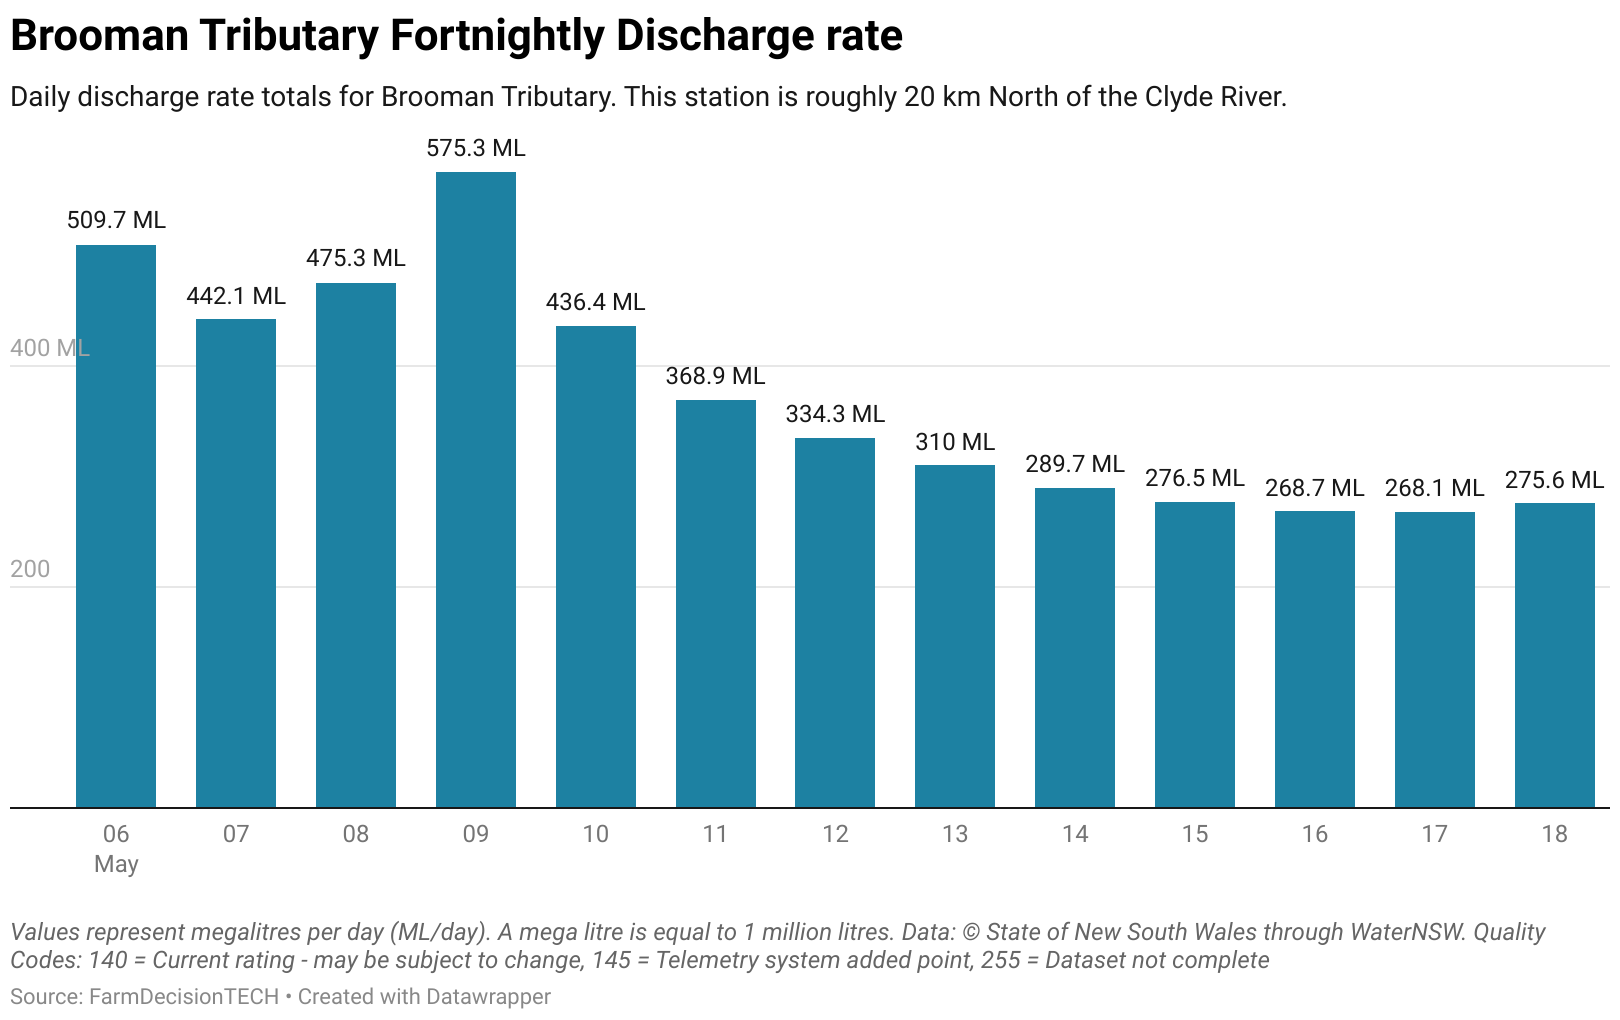 Brooman Tributary Fortnightly Discharge rate
Daily discharge rate totals for Brooman Tributary. This station is roughly 20 km North of the Clyde River.
575.3 ML
509.7 ML
475.3 ML
442.1 ML
436.4 ML
400 ML
368.9 ML
334.3 ML
310 ML
289.7 ML
276.5 ML
268.7 ML
268.1 ML
275.6 ML
200
06 07 08 09 10 11 12 13 14 15 16 17 18
May
Values represent megalitres per day (ML/day). A mega litre is equal to 1 million litres. Data: © State of New South Wales through WaterNSW. Quality
Codes: 140 = Current rating - may be subject to change, 145 = Telemetry system added point, 255 = Dataset not complete
Source: FarmDecisionTECH • Created with Datawrapper